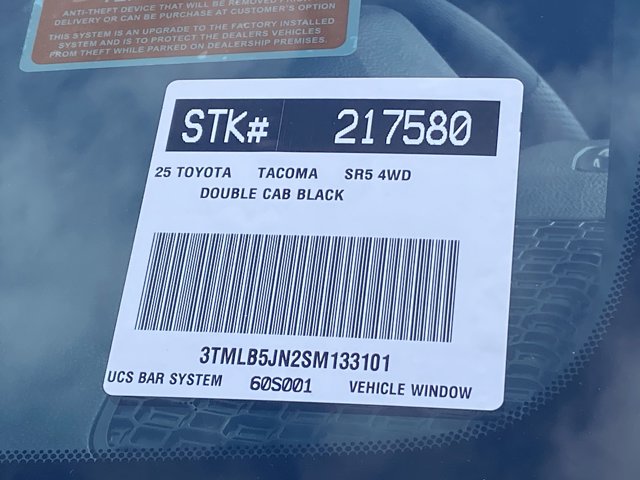 ANTI-THEFT DEVICE THAT WILL BE REMOVED
DELIVERY OR CAN BE PURCHASE AT CUSTOMER'S OPTION
THIS SYSTEM IS AN UPGRADE TO THE FACTORY INSTALLED
SYSTEM AND IS TO PROTECT THE DEALERS VEHICLES
FROM THEFT WHILE PARKED ON DEALERSHIP PREMISES.
STK# 217580
25 TOYOTA TACOMA SR5 4WD
DOUBLE CAB BLACK
3TMLB5JN2SM133101
UCS BAR SYSTEM 60S001 VEHICLE WINDOW